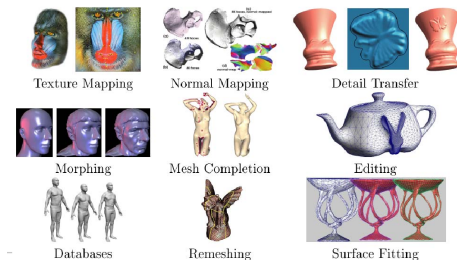 Texture Mapping
Normal Mapping
Detail Transfer
Morphing
Mesh Completion
Editing
Databases
Remeshing
Surface Fitting